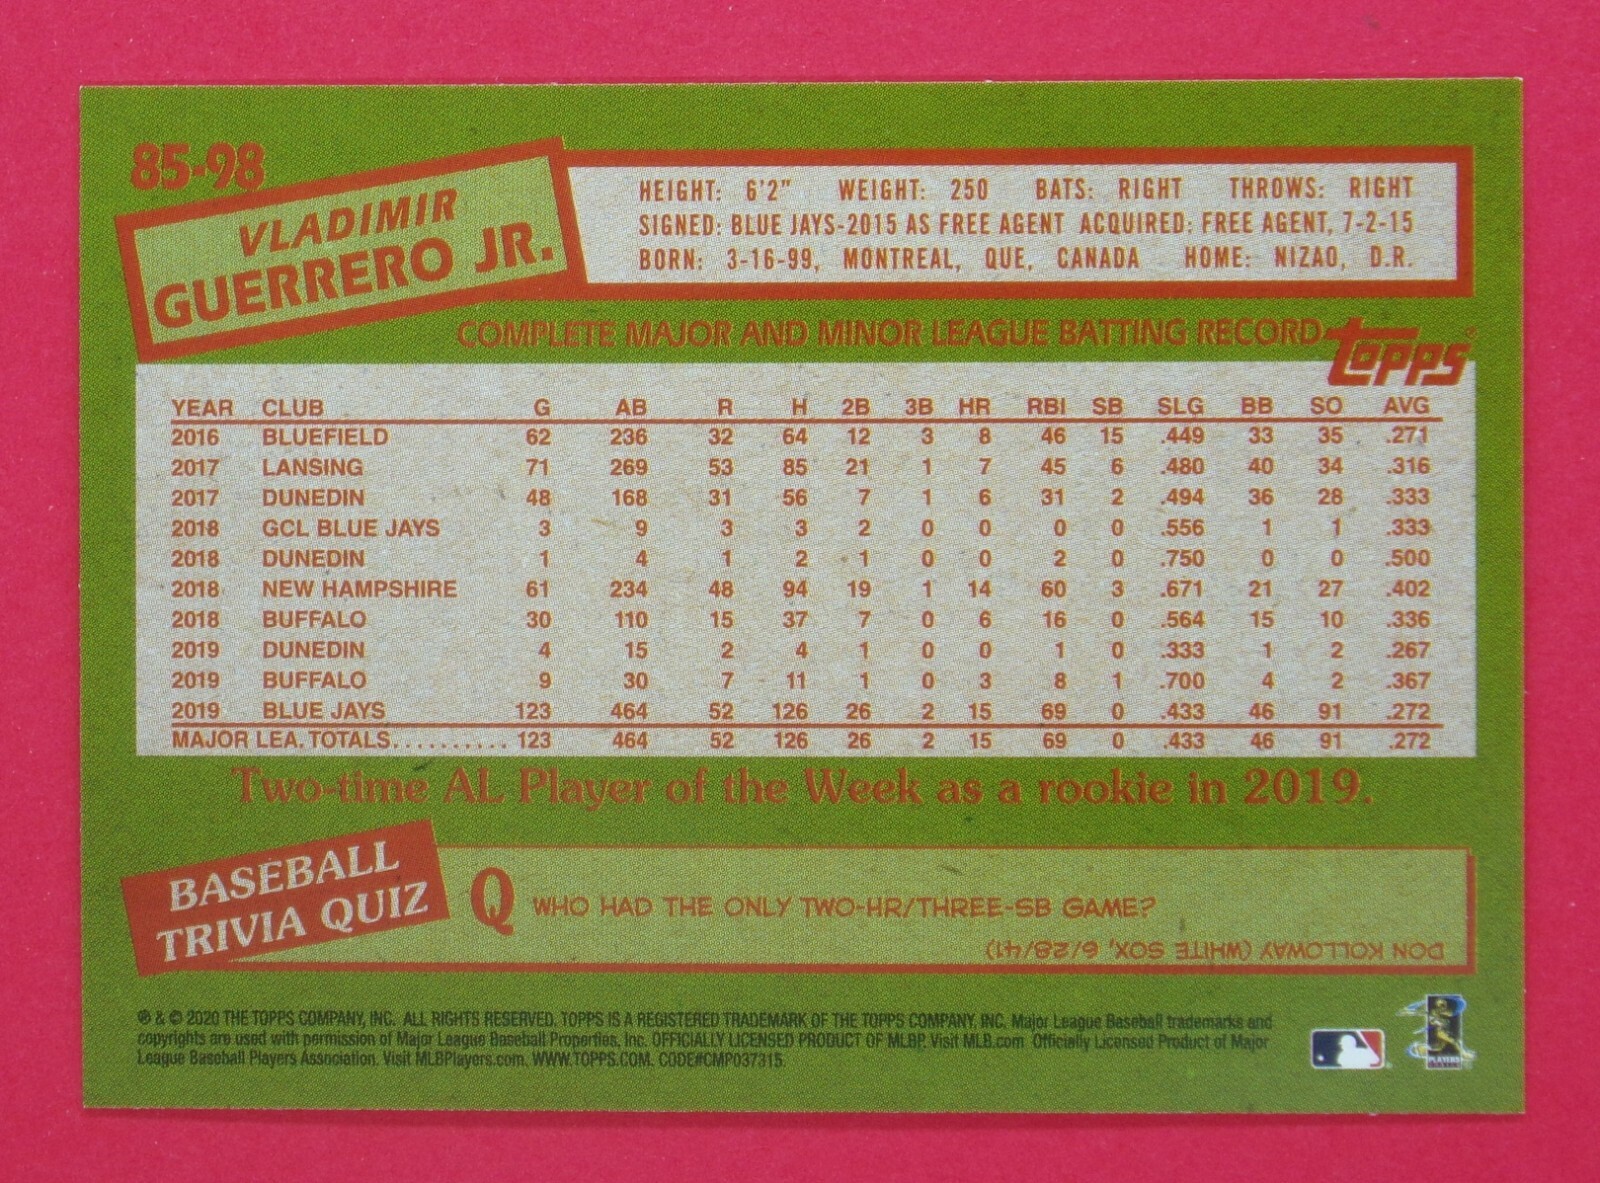 85-98
VLADIMIR
GUERRERO JR.
HEIGHT: 6'2" WEIGHT: 250 BATS: RIGHT THROWS: RIGHT
SIGNED: BLUE JAYS-2015 AS FREE AGENT ACQUIRED: FREE AGENT, 7-2-15
BORN: 3-16-99, MONTREAL, QUE, CANADA HOME: NIZAO, D.R.
COMPLETE MAJOR AND MINOR LEAGUE BATTING RECORD
topps
YEAR CLUB G AB R H 2B 3B HR RBI SB SLG BB SO AVG
2016 BLUEFIELD 62 236 32 64 12 3 8 46 15 .449 33 35 .271
2017 LANSING 71 269 53 85 21 1 7 45 6 .480 40 34 .316
2017 DUNEDIN 48 168 31 56 7 1 6 31 2 .494 36 28 .333
2018 GCL BLUE JAYS 3 9 3 3 2 0 0 0 0 .556 1 1 .333
2018 DUNEDIN 1 4 1 2 1 0 0 2 0 .750 0 0 .500
2018 NEW HAMPSHIRE 61 234 48 94 19 1 14 60 3 .671 21 27 .402
2018 BUFFALO 30 110 15 37 7 0 6 16 0 .564 15 10 .336
2019 DUNEDIN 4 15 2 4 1 0 0 1 0 .333 1 2 .267
2019 BUFFALO 9 30 7 11 1 0 3 8 1 .700 4 2 .367
2019 BLUE JAYS 123 464 52 126 26 2 15 69 0 .433 46 91 .272
MAJOR LEA. TOTALS.......... 123 464 52 126 26 2 15 69 0 .433 46 91 .272
Two-time AL Player of the Week as a rookie in 2019.
BASEBALL
TRIVIA QUIZ
Q WHO HAD THE ONLY TWO-HR/THREE-SB GAME?
DON KOLLOWAY (WHITE SOX, 6/28/41)
® & © 2020 THE TOPPS COMPANY, INC. ALL RIGHTS RESERVED. TOPPS IS A REGISTERED TRADEMARK OF THE TOPPS COMPANY, INC. Major League Baseball trademarks and
copyrights are used with permission of Major League Baseball Properties, Inc. OFFICIALLY LICENSED PRODUCT OF MLBP. Visit MLB.com Officially Licensed Product of Major
League Baseball Players Association. Visit MLBPlayers.com. WWW.TOPPS.COM. CODE#CMP037315.
PLAYERS